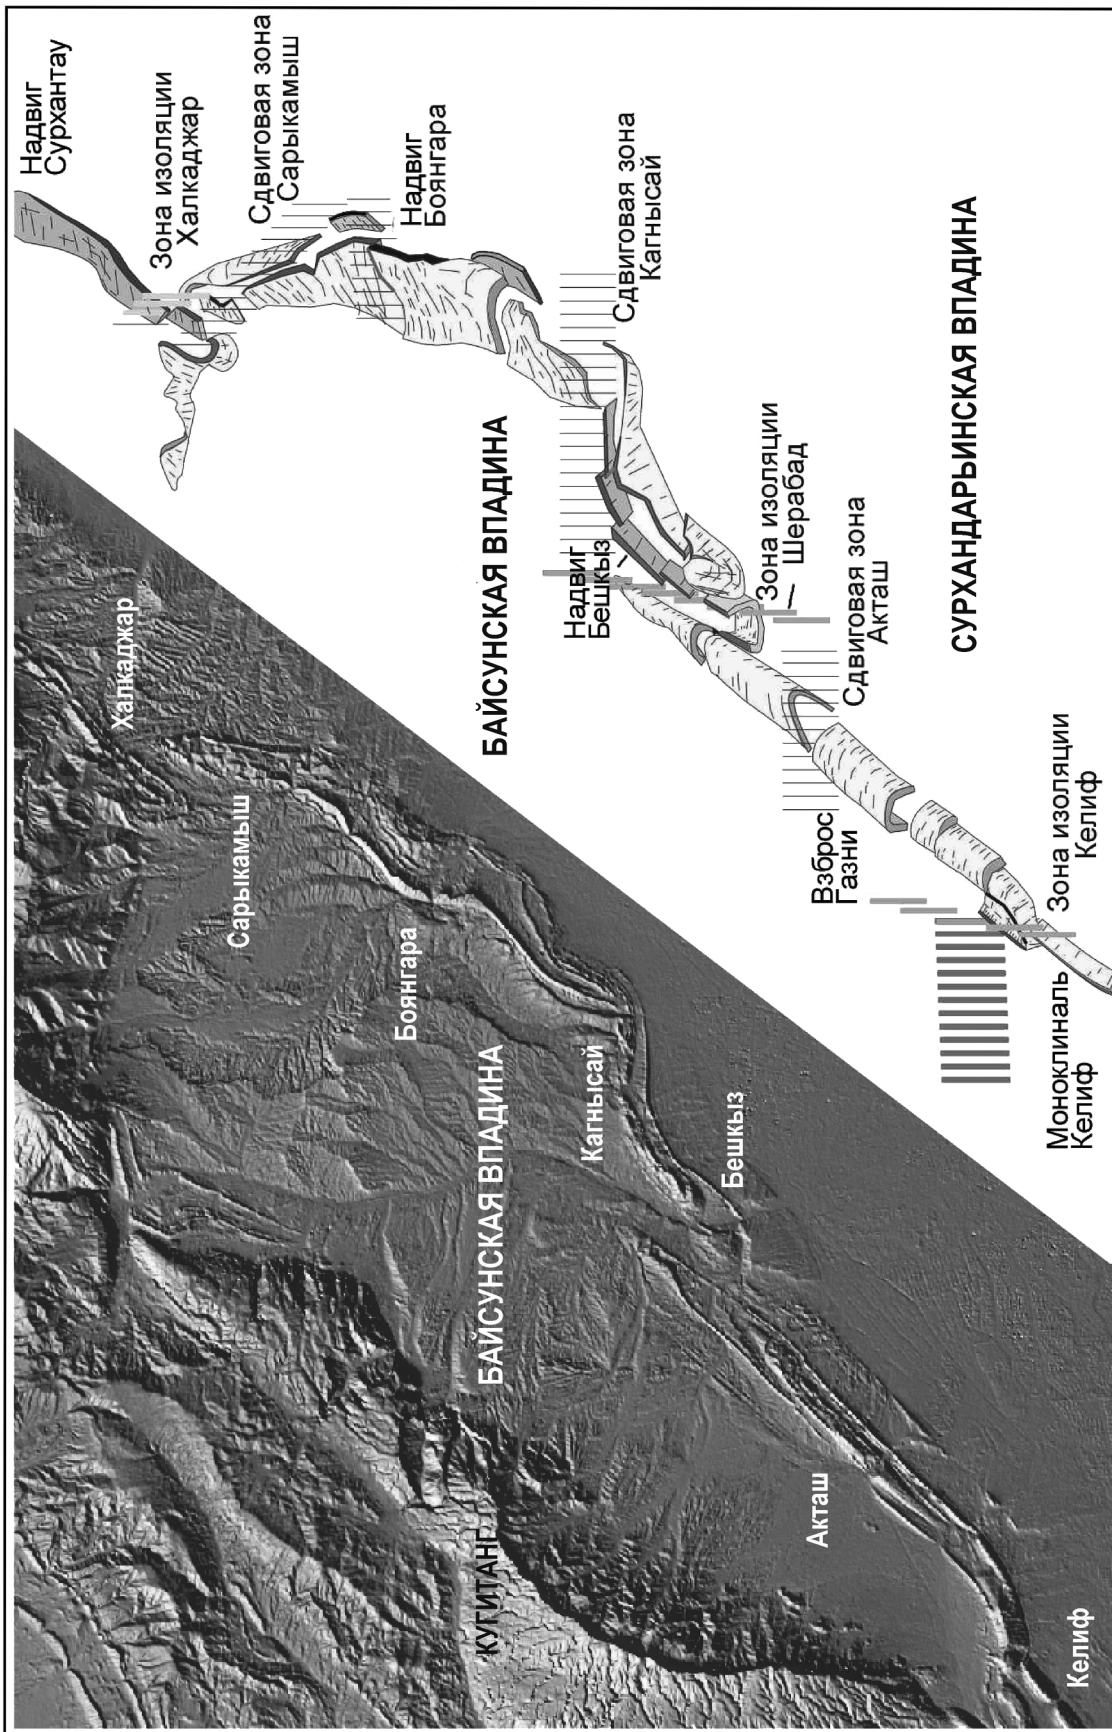 Надвиг
Сурхантау
Зона изоляции
Халкаджар
Сдвиговая зона
Сарыкамыш
Надвиг
Боянгара
Сдвиговая зона
Кагнысай
БАЙСУНСКАЯ ВПАДИНА
Надвиг
Бешкыз
Зона изоляции
Шерабад
Сдвиговая зона
Акташ
СУРХАНДАРЬИНСКАЯ ВПАДИНА
Взброс
Газни
Зона изоляции
Келиф
Моноклиналь
Келиф
Халкаджар
Сарыкамыш
Боянгара
БАЙСУНСКАЯ ВПАДИНА
Кагнысай
Бешкыз
КУГИТАНГ
Акташ
Келиф